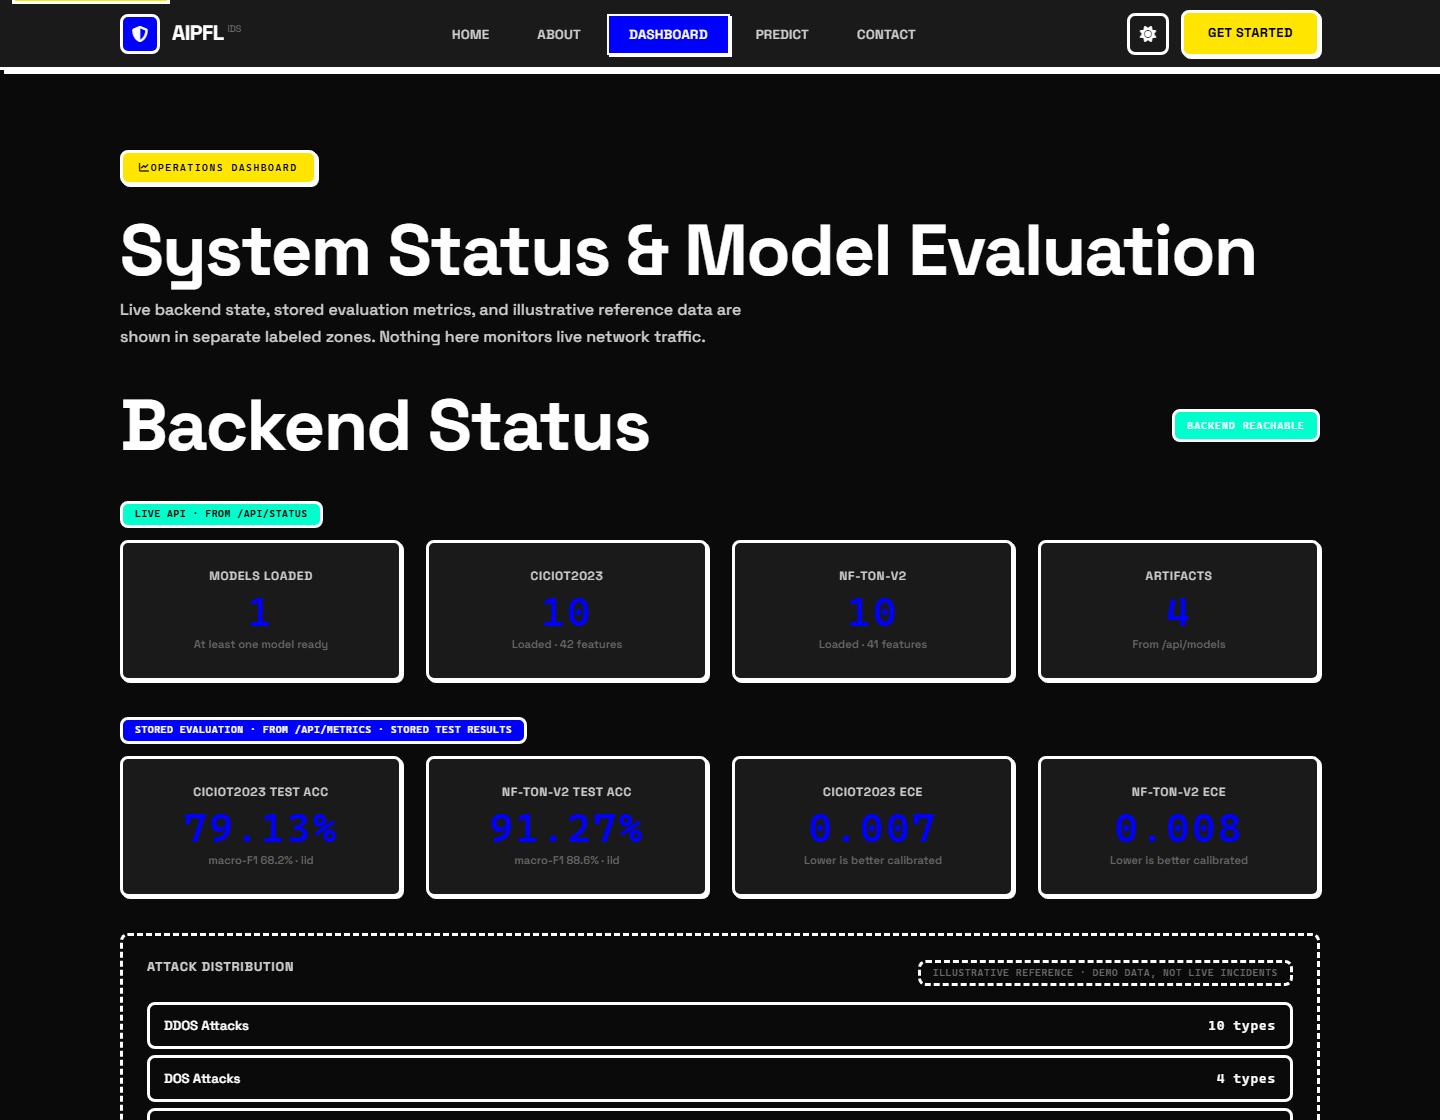 AIPFL IDS
HOME
ABOUT
DASHBOARD
PREDICT
CONTACT
GET STARTED
OPERATIONS DASHBOARD
System Status & Model Evaluation
Live backend state, stored evaluation metrics, and illustrative reference data are
shown in separate labeled zones. Nothing here monitors live network traffic.
Backend Status
BACKEND REACHABLE
LIVE API · FROM /API/STATUS
MODELS LOADED
1
At least one model ready
CICIOT2023
10
Loaded · 42 features
NF-TON-V2
10
Loaded · 41 features
ARTIFACTS
4
From /api/models
STORED EVALUATION · FROM /API/METRICS · STORED TEST RESULTS
CICIOT2023 TEST ACC
79.13%
macro-F1 68.2% · iid
NF-TON-V2 TEST ACC
91.27%
macro-F1 88.6% · iid
CICIOT2023 ECE
0.007
Lower is better calibrated
NF-TON-V2 ECE
0.008
Lower is better calibrated
ATTACK DISTRIBUTION
ILLUSTRATIVE REFERENCE · DEMO DATA, NOT LIVE INCIDENTS
DDOS Attacks
10 types
DOS Attacks
4 types